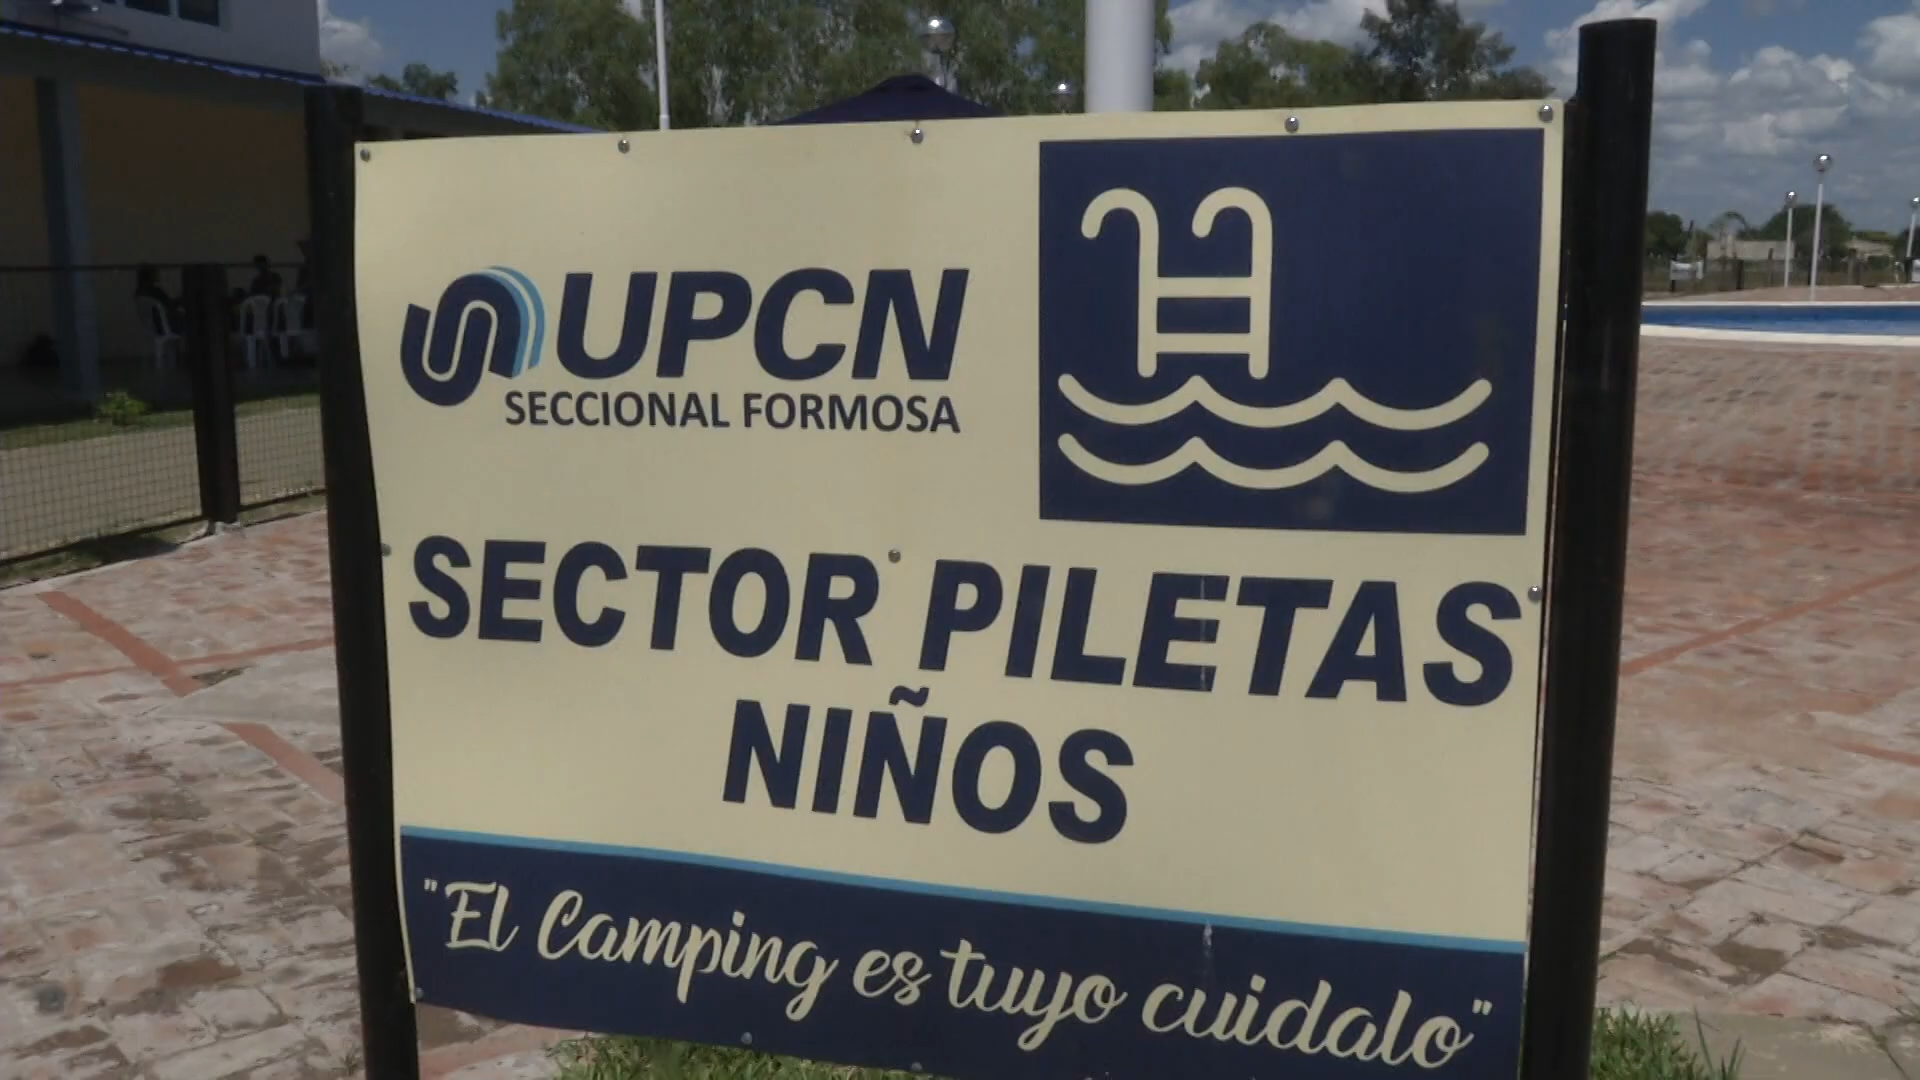 UPCN
SECCIONAL FORMOSA
SECTOR PILETAS
NIÑOS
"El Camping es tuyo cuidalo"